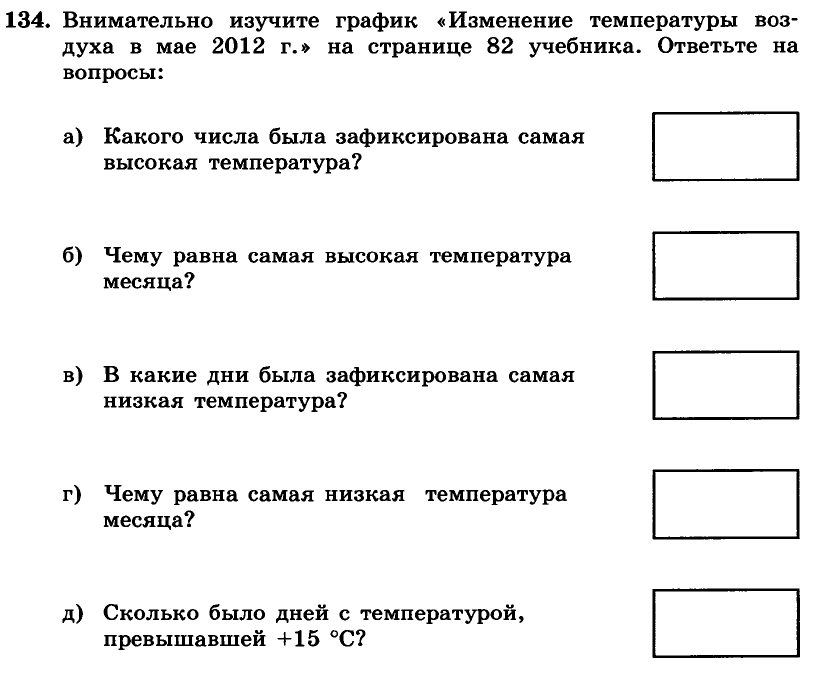 134. Внимательно изучите график «Изменение температуры воз-
духа в мае 2012 г.» на странице 82 учебника. Ответьте на
вопросы:
а) Какого числа была зафиксирована самая
высокая температура?
б) Чему равна самая высокая температура
месяца?
в) В какие дни была зафиксирована самая
низкая температура?
г) Чему равна самая низкая температура
месяца?
д) Сколько было дней с температурой,
превышавшей +15 °С?